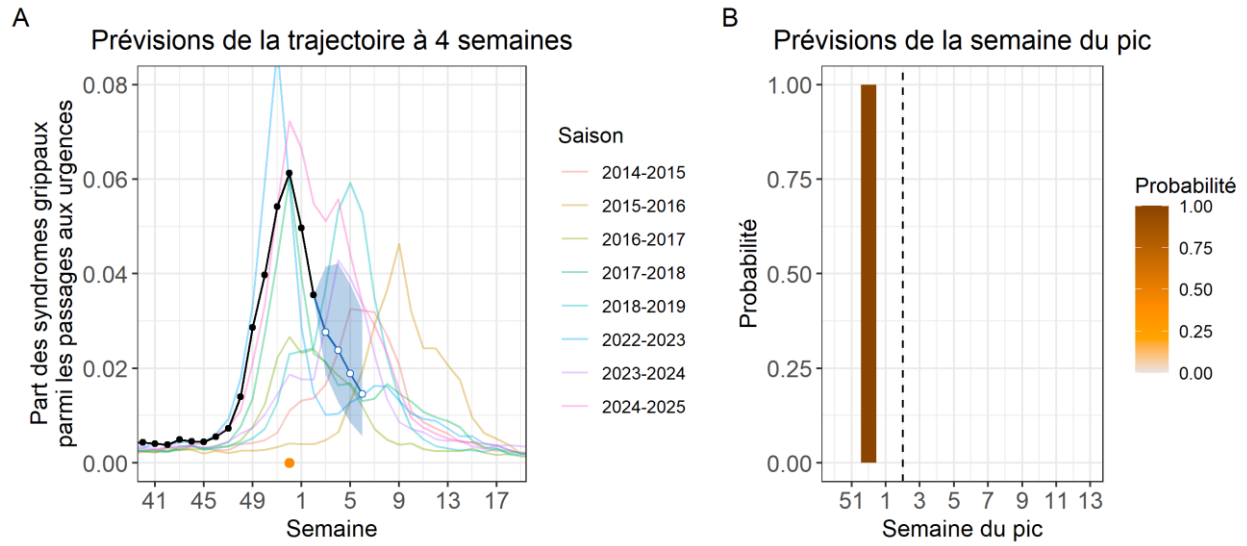 A
Prévisions de la trajectoire à 4 semaines
Part des syndromes grippaux
parmi les passages aux urgences
0.08
0.06
0.04
0.02
0.00
41 45 49 1 5 9 13 17
Semaine
Saison
2014-2015
2015-2016
2016-2017
2017-2018
2018-2019
2022-2023
2023-2024
2024-2025
B
Prévisions de la semaine du pic
Probabilité
1.00
0.75
0.50
0.25
0.00
51 1 3 5 7 9 11 13
Semaine du pic
Probabilité
1.00
0.75
0.50
0.25
0.00